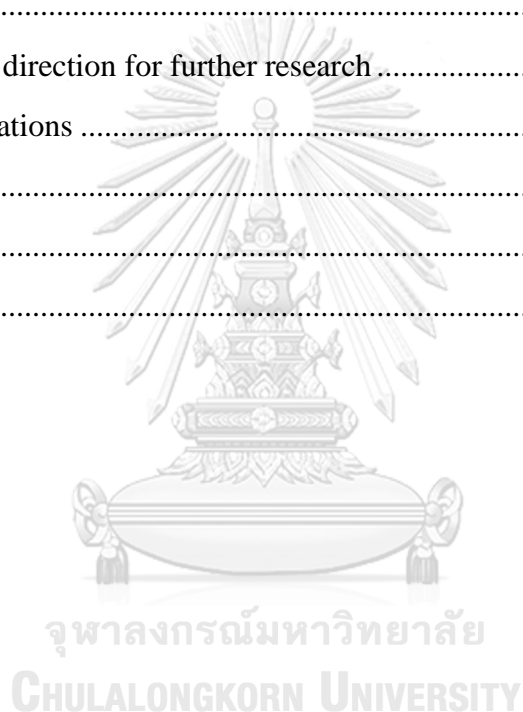 ................................................................
direction for further research ..................
ations ........................................................
................................................................
................................................................
................................................................
จุฬาลงกรณ์มหาวิทยาลัย
CHULALONGKORN UNIVERSITY